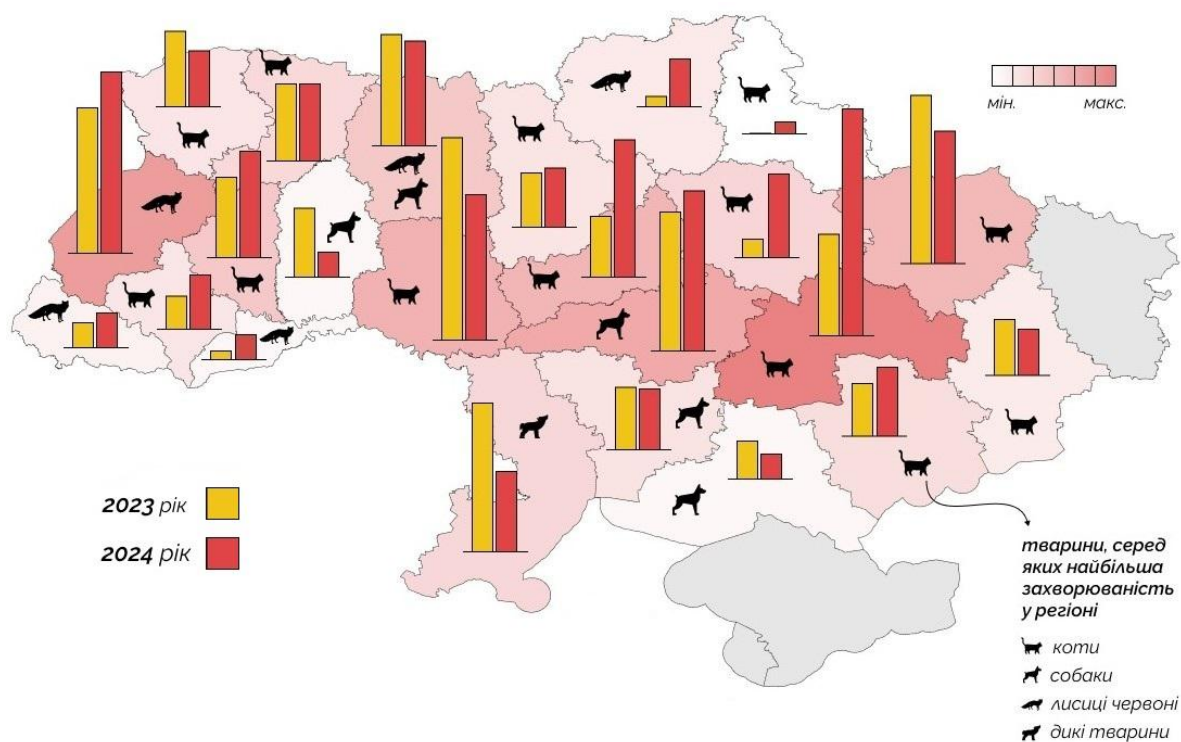 мін.
макс.
2023 рік
2024 рік
тварини, серед
яких найбільша
захворюваність
у регіоні
коти
собаки
лисиці червоні
дикі тварини